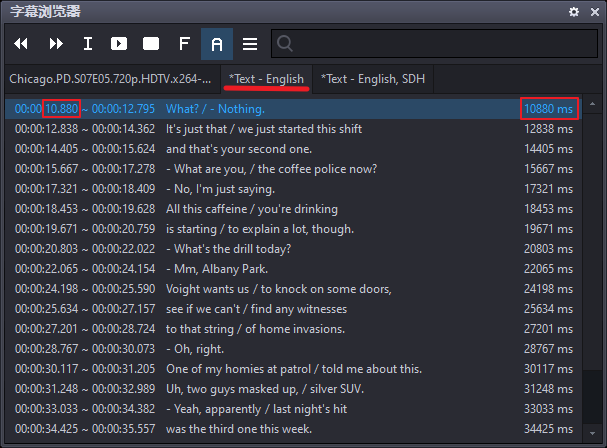 字幕浏览器
I F A
Chicago.PD.S07E05.720p.HDTV.x264-... *Text - English *Text - English, SDH
00:00:10.880 ~ 00:00:12.795 What? / - Nothing. 10880 ms
00:00:12.838 ~ 00:00:14.362 It's just that / we just started this shift 12838 ms
00:00:14.405 ~ 00:00:15.624 and that's your second one. 14405 ms
00:00:15.667 ~ 00:00:17.278 - What are you, / the coffee police now? 15667 ms
00:00:17.321 ~ 00:00:18.409 - No, I'm just saying. 17321 ms
00:00:18.453 ~ 00:00:19.628 All this caffeine / you're drinking 18453 ms
00:00:19.671 ~ 00:00:20.759 is starting / to explain a lot, though. 19671 ms
00:00:20.803 ~ 00:00:22.022 - What's the drill today? 20803 ms
00:00:22.065 ~ 00:00:24.154 - Mm, Albany Park. 22065 ms
00:00:24.198 ~ 00:00:25.590 Voight wants us / to knock on some doors, 24198 ms
00:00:25.634 ~ 00:00:27.157 see if we can't / find any witnesses 25634 ms
00:00:27.201 ~ 00:00:28.724 to that string / of home invasions. 27201 ms
00:00:28.767 ~ 00:00:30.073 - Oh, right. 28767 ms
00:00:30.117 ~ 00:00:31.205 One of my homies at patrol / told me about this. 30117 ms
00:00:31.248 ~ 00:00:32.989 Uh, two guys masked up, / silver SUV. 31248 ms
00:00:33.033 ~ 00:00:34.382 - Yeah, apparently / last night's hit 33033 ms
00:00:34.425 ~ 00:00:35.557 was the third one this week. 34425 ms